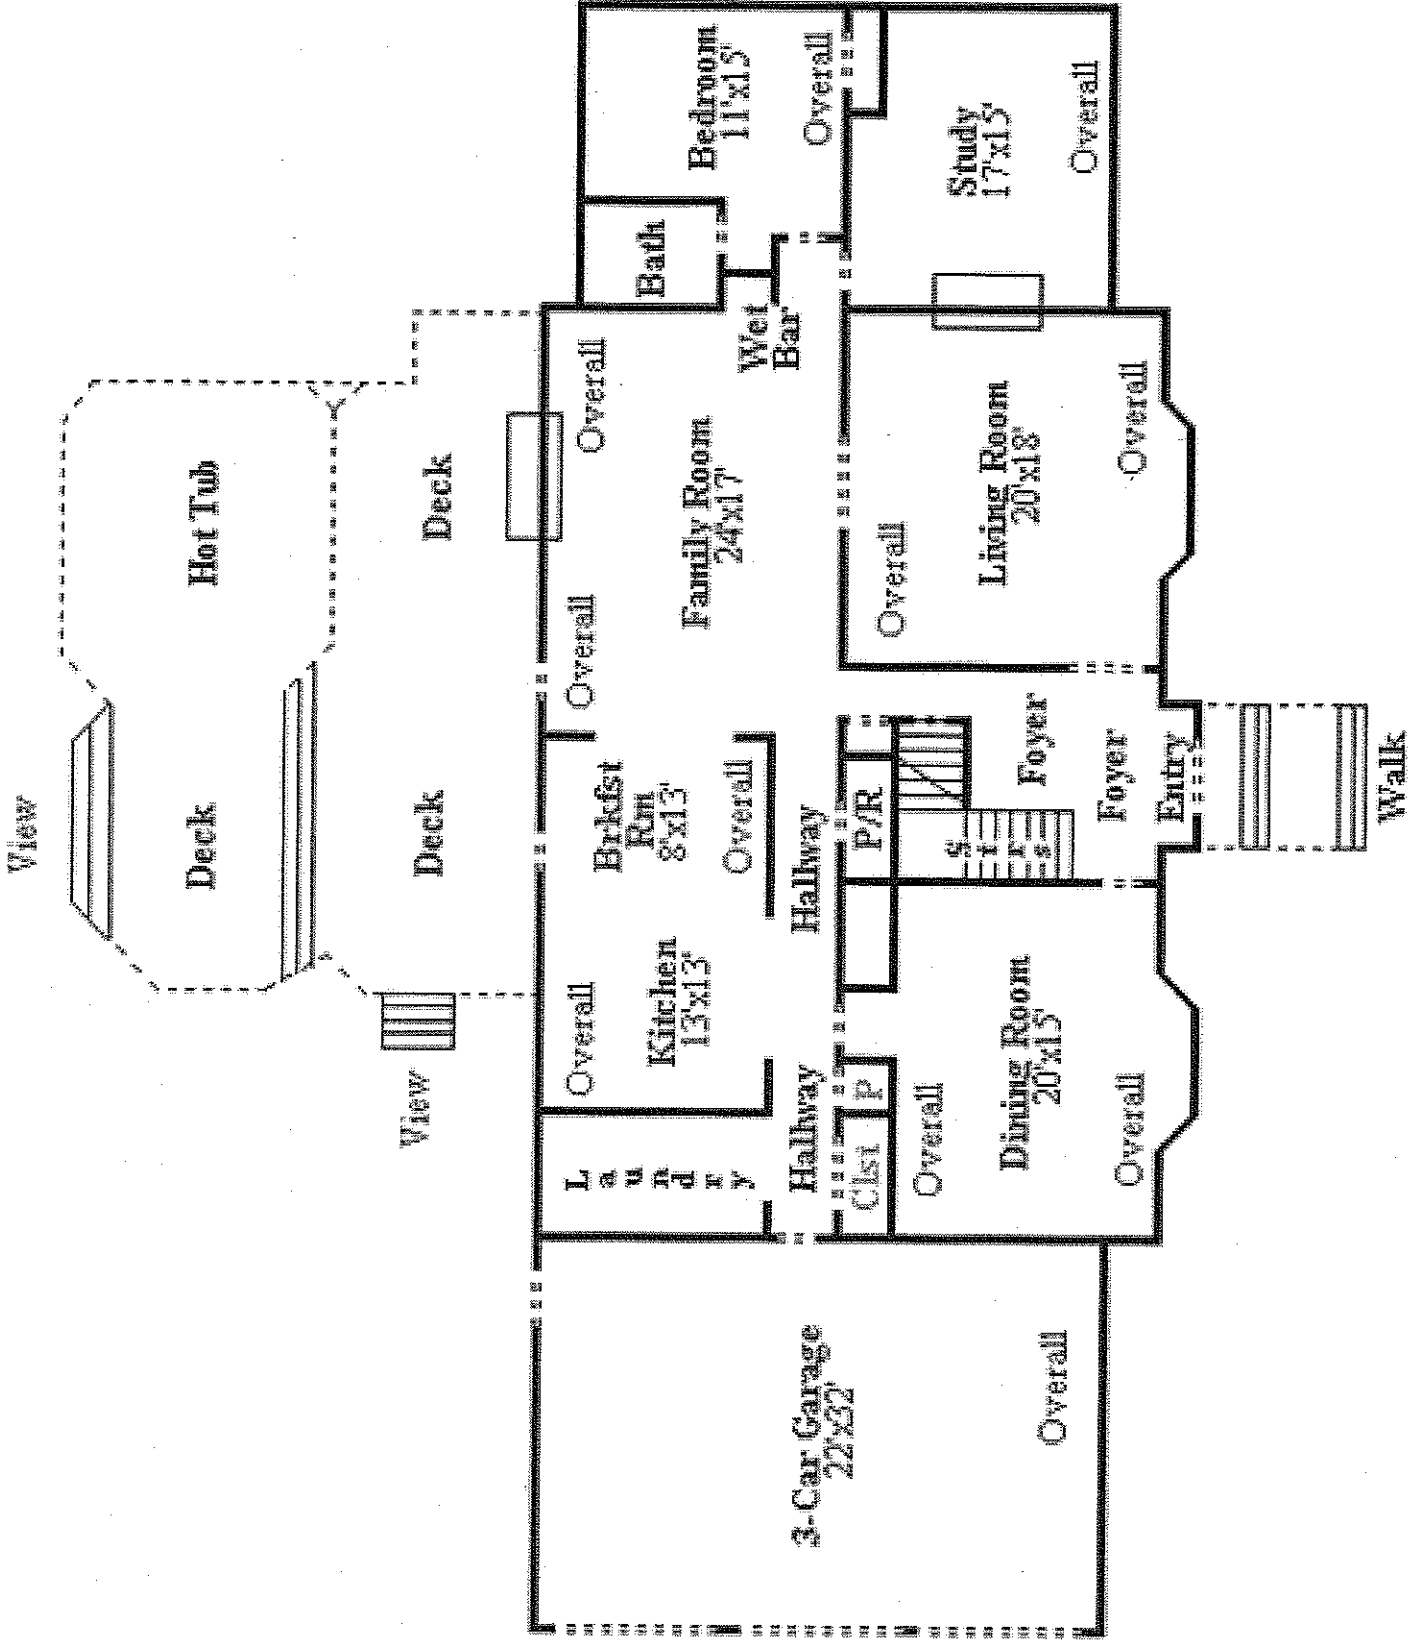 View
Deck
Hot Tub
View
Deck
Deck
Overall
Overall
Overall
Laundry
Brkfst
Rm
8'x13'
Bath
Kitchen
13'x13'
Family Room
24'x17'
Bedroom
11'x15'
Overall
Wet
Bar
Overall
3-Car Garage
22'x32'
Hallway
Hallway
Clst
P
P/R
Overall
Overall
Strs
Study
17'x15'
Living Room
20'x18'
Dining Room
20'x15'
Foyer
Overall
Overall
Foyer
Overall
Overall
Entry
Walk